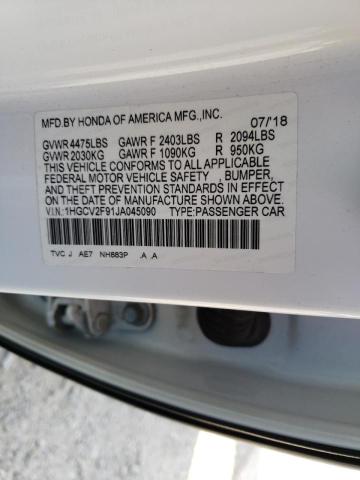 MFD.BY HONDA OF AMERICA MFG.,INC. 07/'18
GVWR 4475LBS GAWR F 2403LBS R 2094LBS
GVWR 2030KG GAWR F 1090KG R 950KG
THIS VEHICLE CONFORMS TO ALL APPLICABLE
FEDERAL MOTOR VEHICLE SAFETY , BUMPER,
AND THEFT PREVENTION STANDARDS IN EFFECT
ON THE DATE OF MANUFACTURE SHOWN ABOVE.
V.I.N.:1HGCV2F91JA045090 TYPE:PASSENGER CAR
TVC J AE7 NH883P .A .A